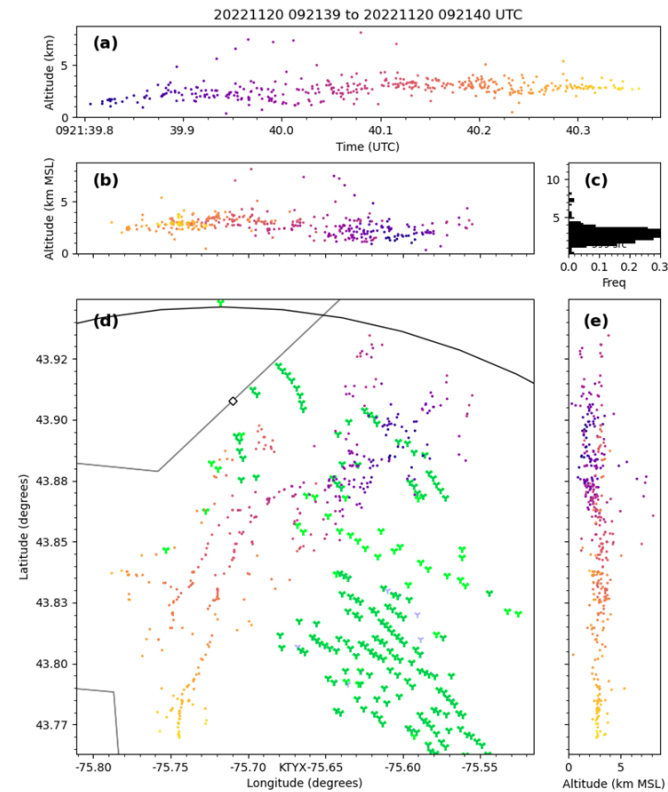 20221120 092139 to 20221120 092140 UTC
(a)
Altitude (km)
5
0
0921:39.8
39.9
40.0
40.1
40.2
40.3
Time (UTC)
(b)
Altitude (km MSL)
5
0
(c)
10
5
0.0
0.1
0.2
0.3
Freq
(d)
Latitude (degrees)
43.92
43.90
43.88
43.85
43.83
43.80
43.77
-75.80
-75.75
-75.70
KTYX
-75.65
-75.60
-75.55
Longitude (degrees)
(e)
0
5
Altitude (km MSL)